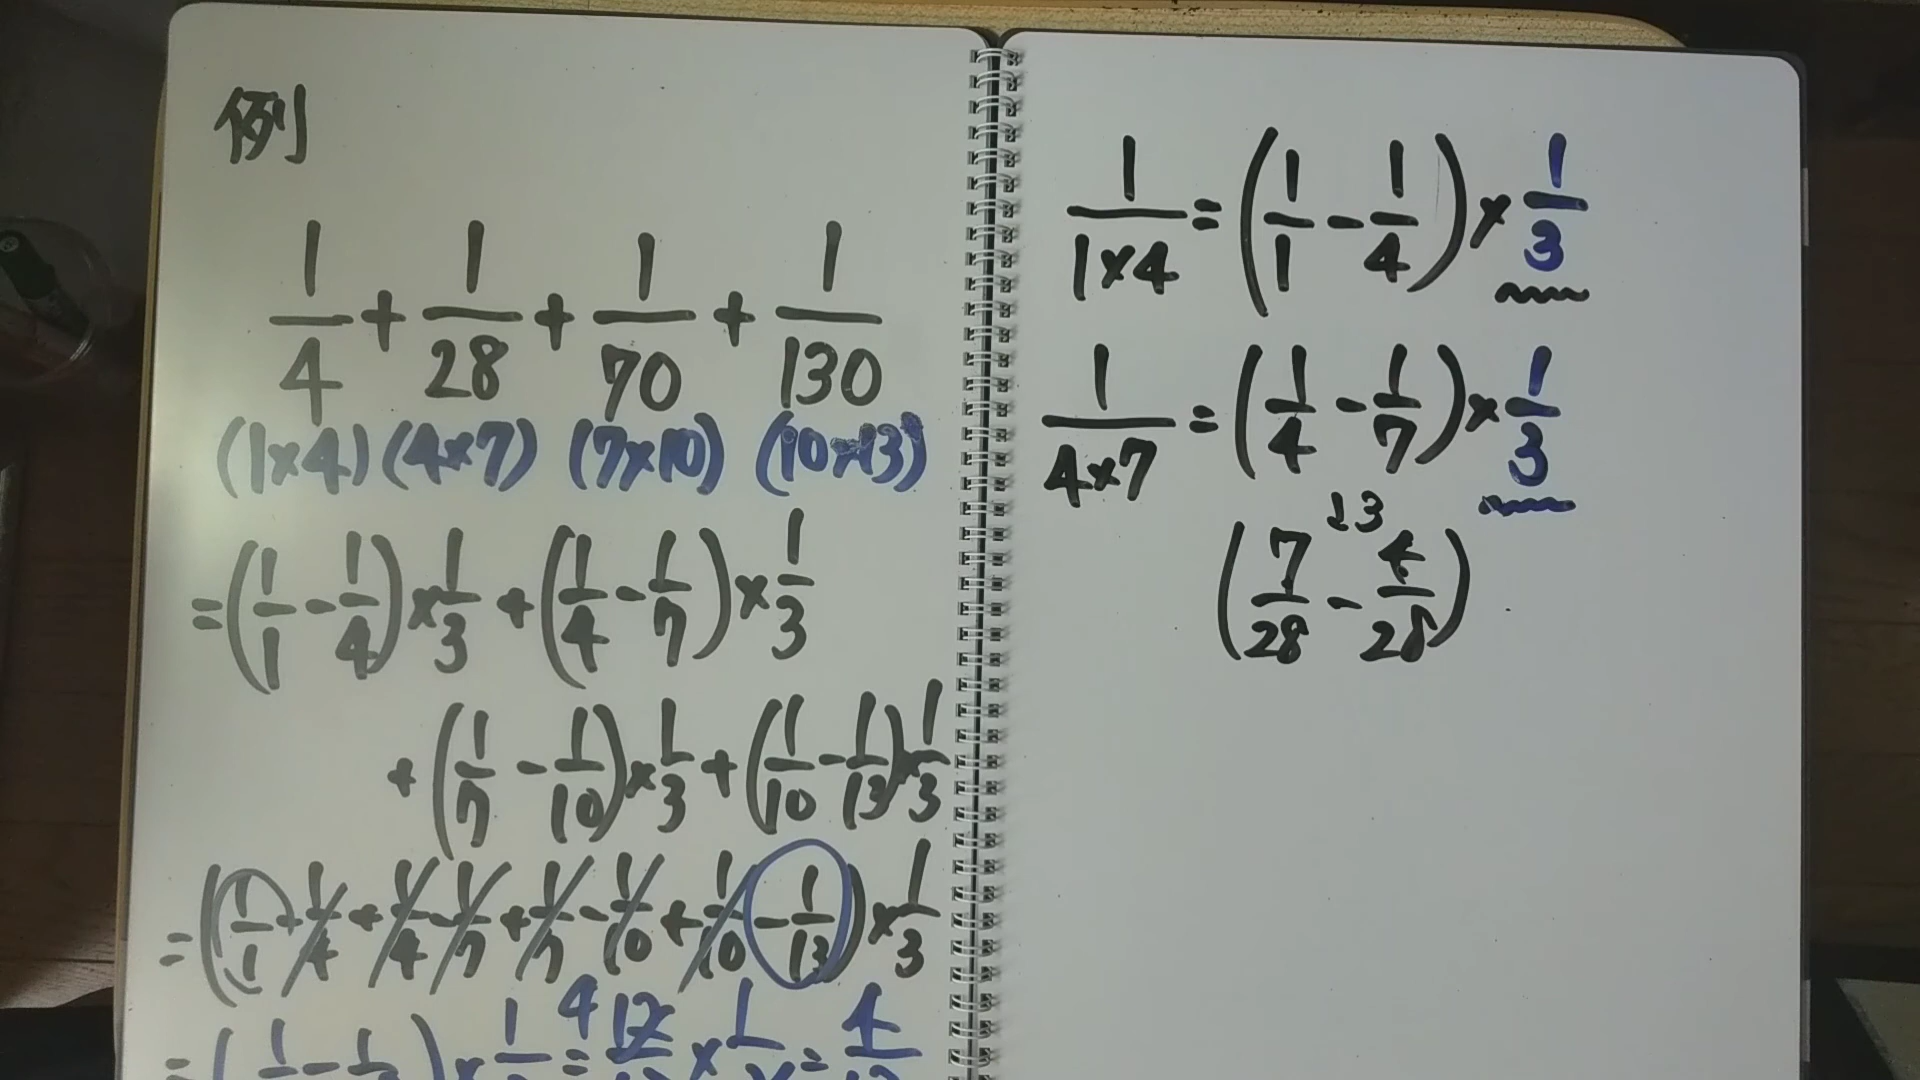 例
1/4 + 1/28 + 1/70 + 1/130
(1×4) (4×7) (7×10) (10×13)
= (1/1 - 1/4) × 1/3 + (1/4 - 1/7) × 1/3
+ (1/7 - 1/10) × 1/3 + (1/10 - 1/13) × 1/3
= (1/1 - 1/4 + 1/4 - 1/7 + 1/7 - 1/10 + 1/10 - 1/13) × 1/3
1/(1×4) = (1/1 - 1/4) × 1/3
1/(4×7) = (1/4 - 1/7) × 1/3
(7/28 - 4/28)